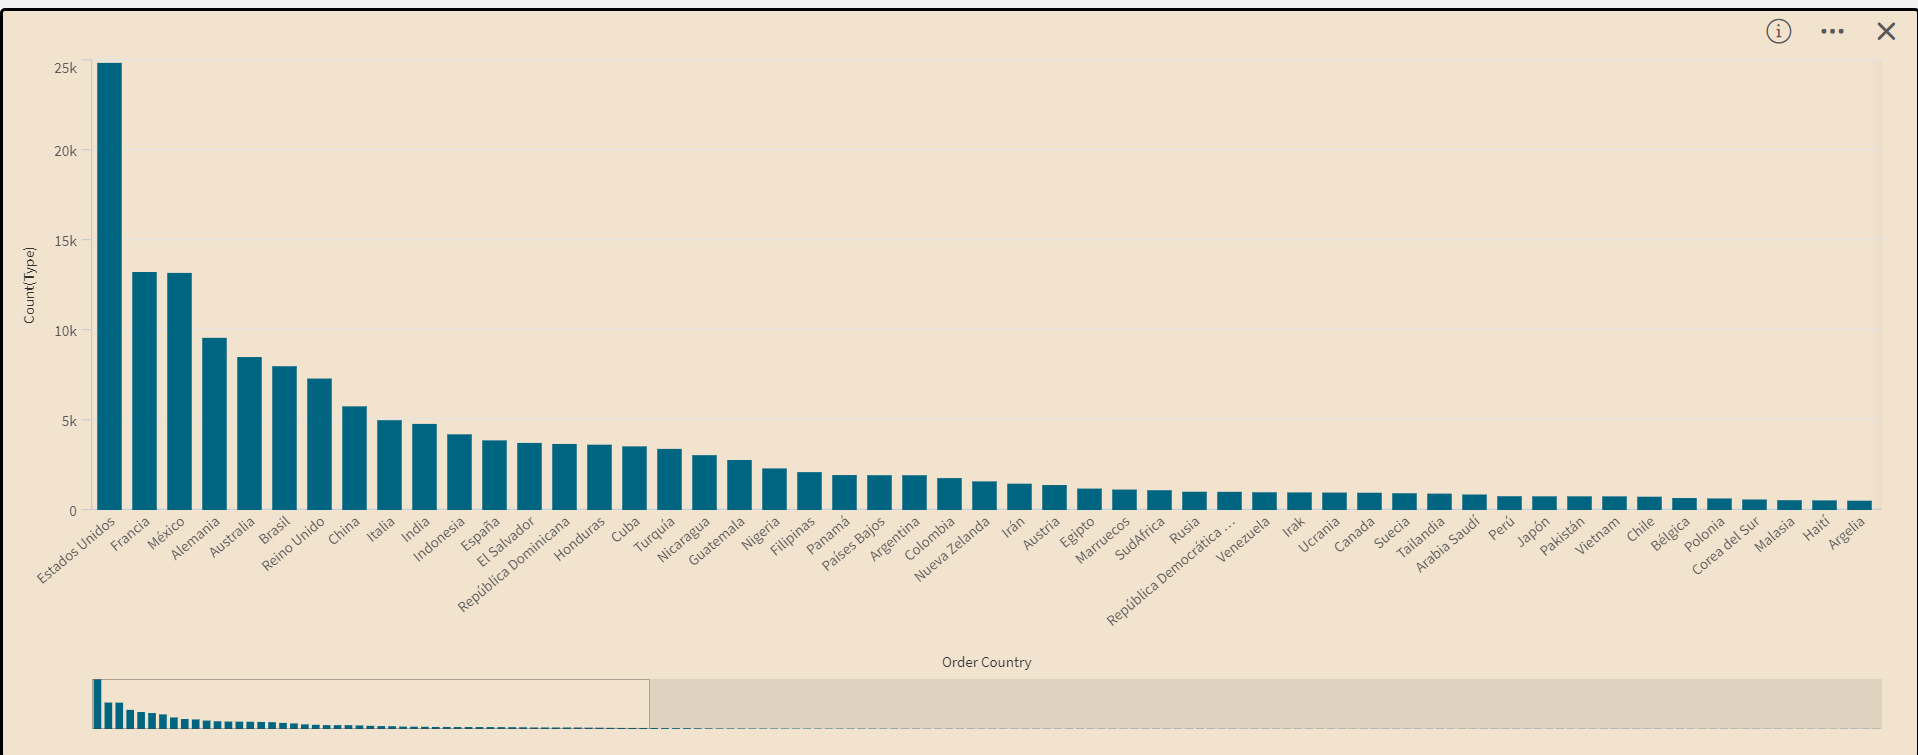 25k
20k
15k
10k
5k
0
Count(Type)
Estados Unidos
Francia
México
Alemania
Australia
Brasil
Reino Unido
China
Italia
India
Indonesia
España
El Salvador
República Dominicana
Honduras
Cuba
Turquía
Nicaragua
Guatemala
Nigeria
Filipinas
Panamá
Países Bajos
Argentina
Colombia
Nueva Zelanda
Irán
Austria
Egipto
Marruecos
SudAfrica
Rusia
República Democrática …
Venezuela
Irak
Ucrania
Canada
Suecia
Tailandia
Arabia Saudí
Perú
Japón
Pakistán
Vietnam
Chile
Bélgica
Polonia
Corea del Sur
Malasia
Haití
Argelia
Order Country